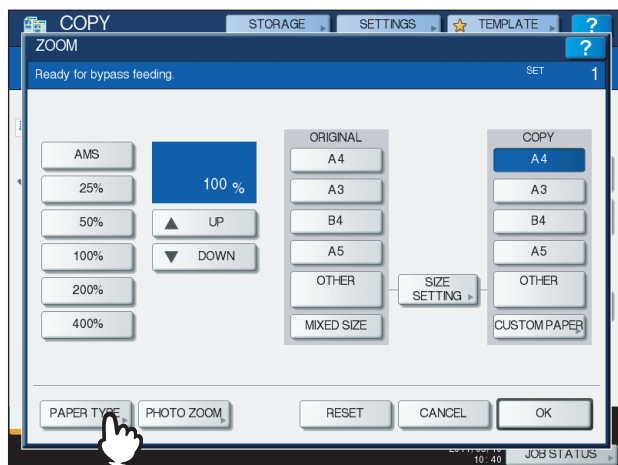 COPY
STORAGE
SETTINGS
TEMPLATE
?
ZOOM
?
Ready for bypass feeding.
SET 1
ORIGINAL
COPY
AMS
25%
50%
100%
200%
400%
100 %
UP
DOWN
A4
A3
B4
A5
OTHER
MIXED SIZE
SIZE
SETTING
A4
A3
B4
A5
OTHER
CUSTOM PAPER
PAPER TYPE
PHOTO ZOOM
RESET
CANCEL
OK
10:40
JOB STATUS